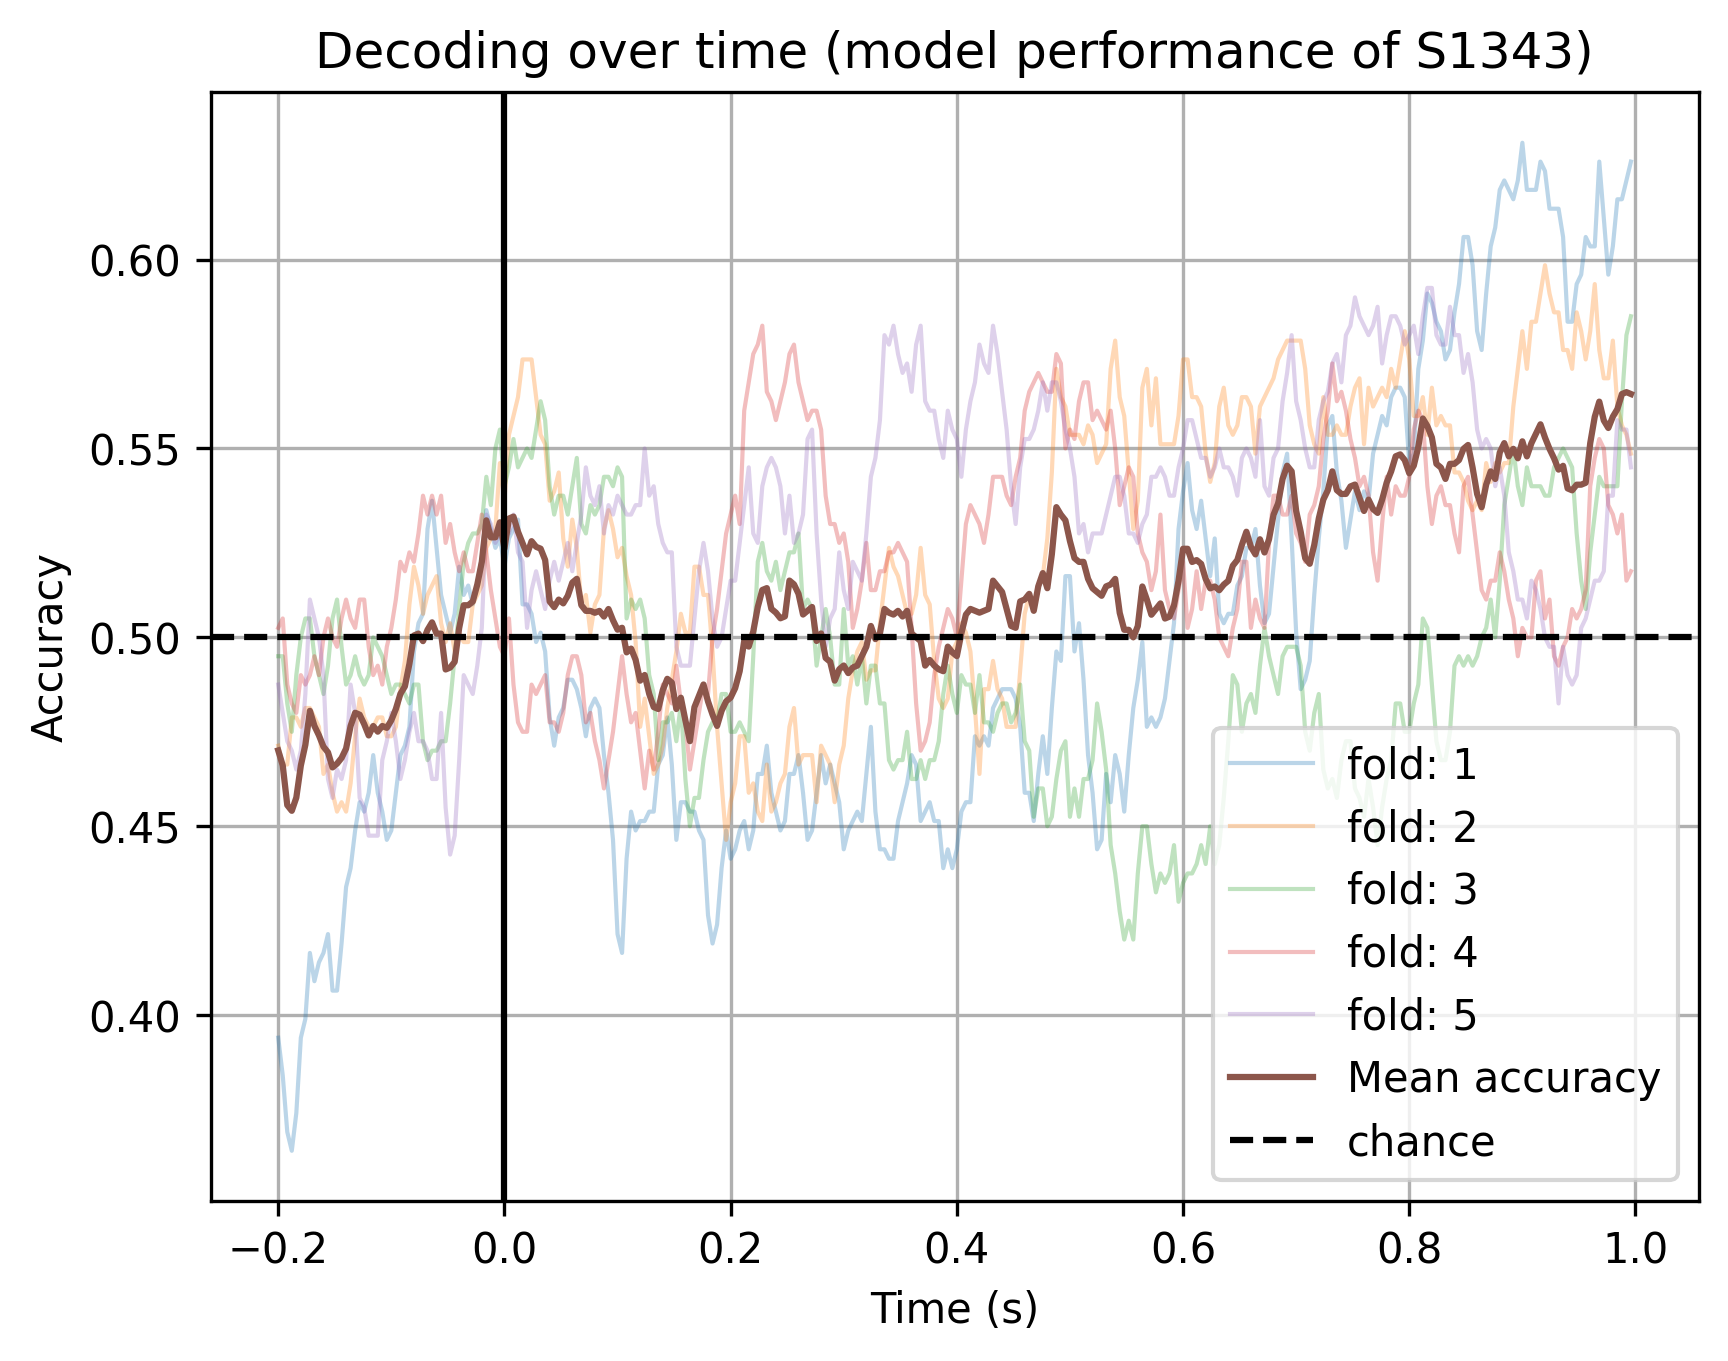 Decoding over time (model performance of S1343)
Accuracy
0.60
0.55
0.50
0.45
0.40
−0.2 0.0 0.2 0.4 0.6 0.8 1.0
Time (s)
fold: 1
fold: 2
fold: 3
fold: 4
fold: 5
Mean accuracy
chance